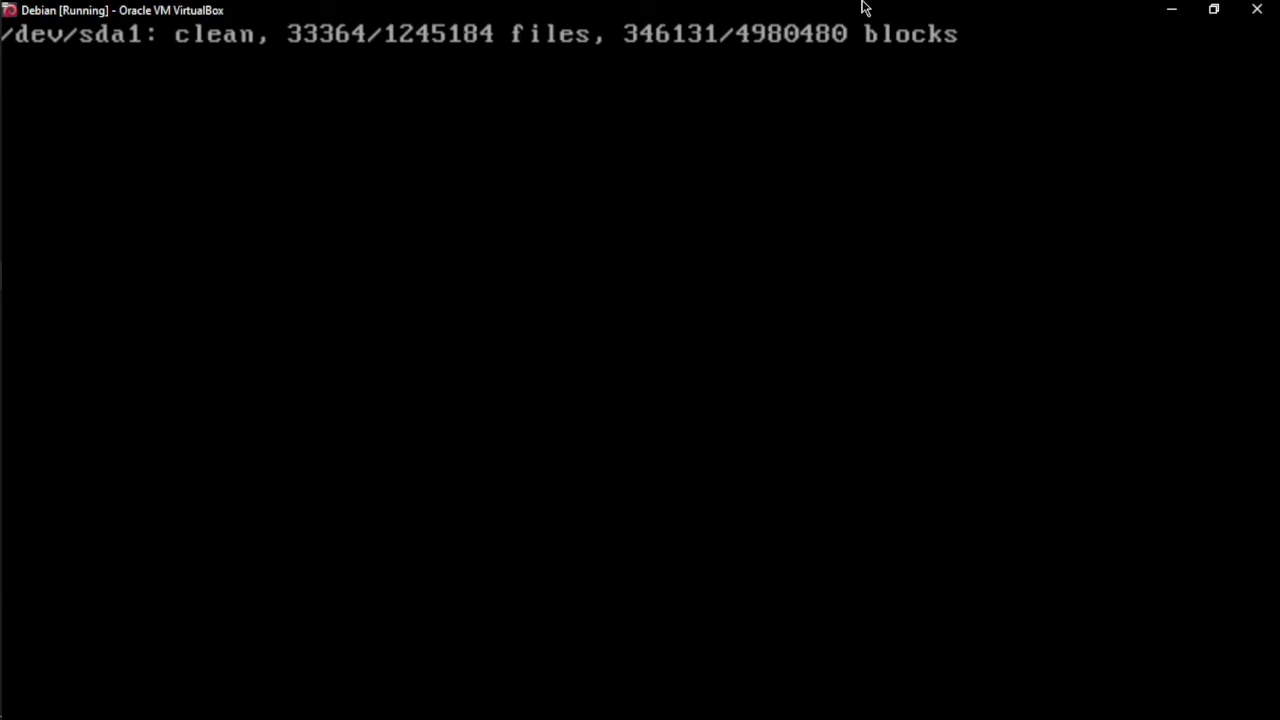 Debian [Running] - Oracle VM VirtualBox
/dev/sda1: clean, 33364/1245184 files, 346131/4980480 blocks